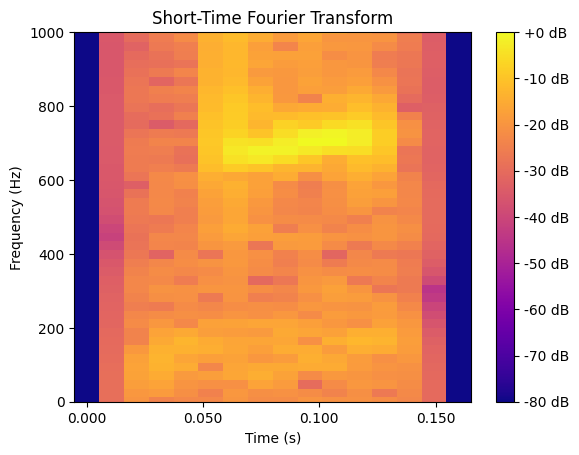 Short-Time Fourier Transform
Frequency (Hz)
1000
800
600
400
200
0
0.000
0.050
0.100
0.150
Time (s)
+0 dB
-10 dB
-20 dB
-30 dB
-40 dB
-50 dB
-60 dB
-70 dB
-80 dB